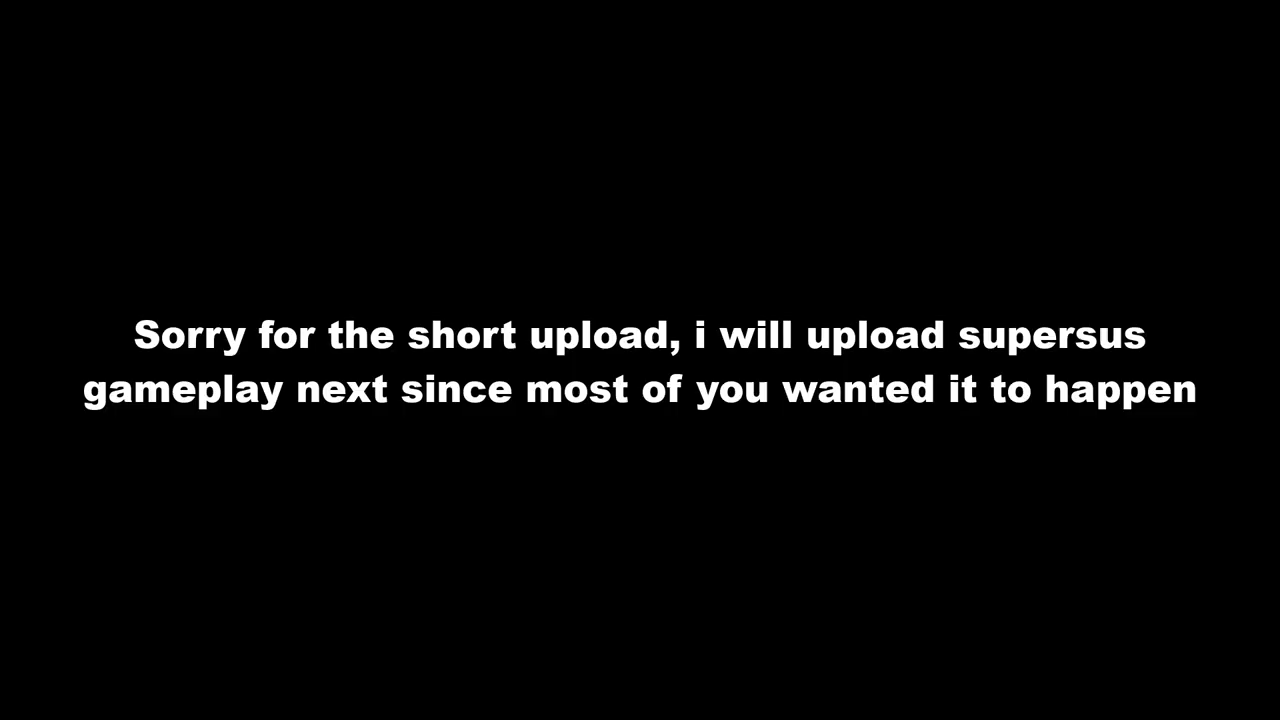 Sorry for the short upload, i will upload supersus
gameplay next since most of you wanted it to happen